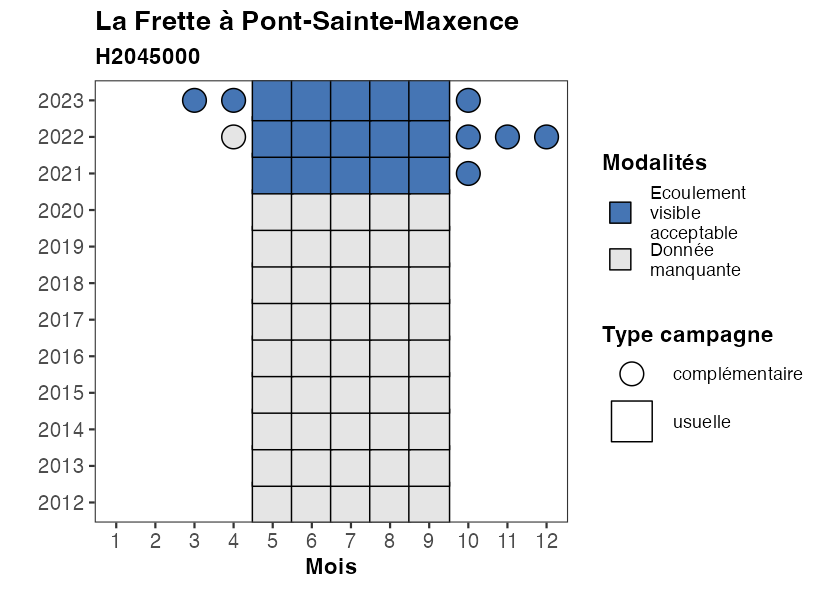 La Frette à Pont-Sainte-Maxence
H2045000
2023
2022
2021
2020
2019
2018
2017
2016
2015
2014
2013
2012
1 2 3 4 5 6 7 8 9 10 11 12
Mois
Modalités
Ecoulement
visible
acceptable
Donnée
manquante
Type campagne
complémentaire
usuelle